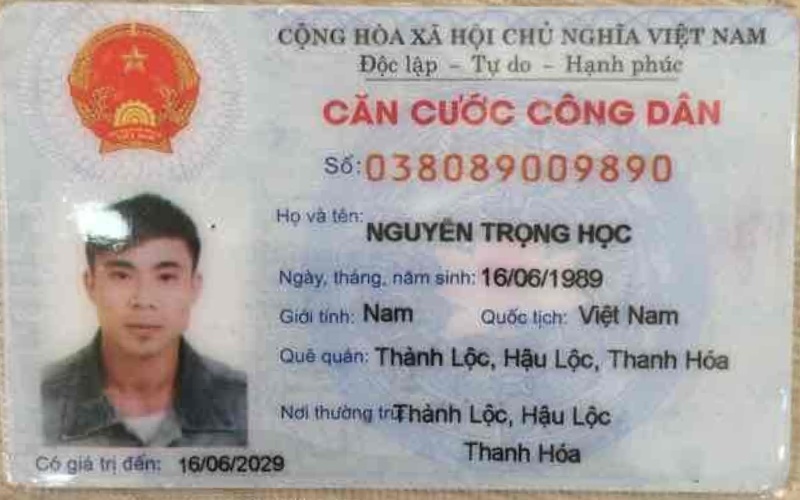 CỘNG HÒA XÃ HỘI CHỦ NGHĨA VIỆT NAM
Độc lập - Tự do - Hạnh phúc
CĂN CƯỚC CÔNG DÂN
Số: 038089009890
Họ và tên: NGUYỄN TRỌNG HỌC
Ngày, tháng, năm sinh: 16/06/1989
Giới tính: Nam Quốc tịch: Việt Nam
Quê quán: Thành Lộc, Hậu Lộc, Thanh Hóa
Nơi thường trú: Thành Lộc, Hậu Lộc
Thanh Hóa
Có giá trị đến: 16/06/2029